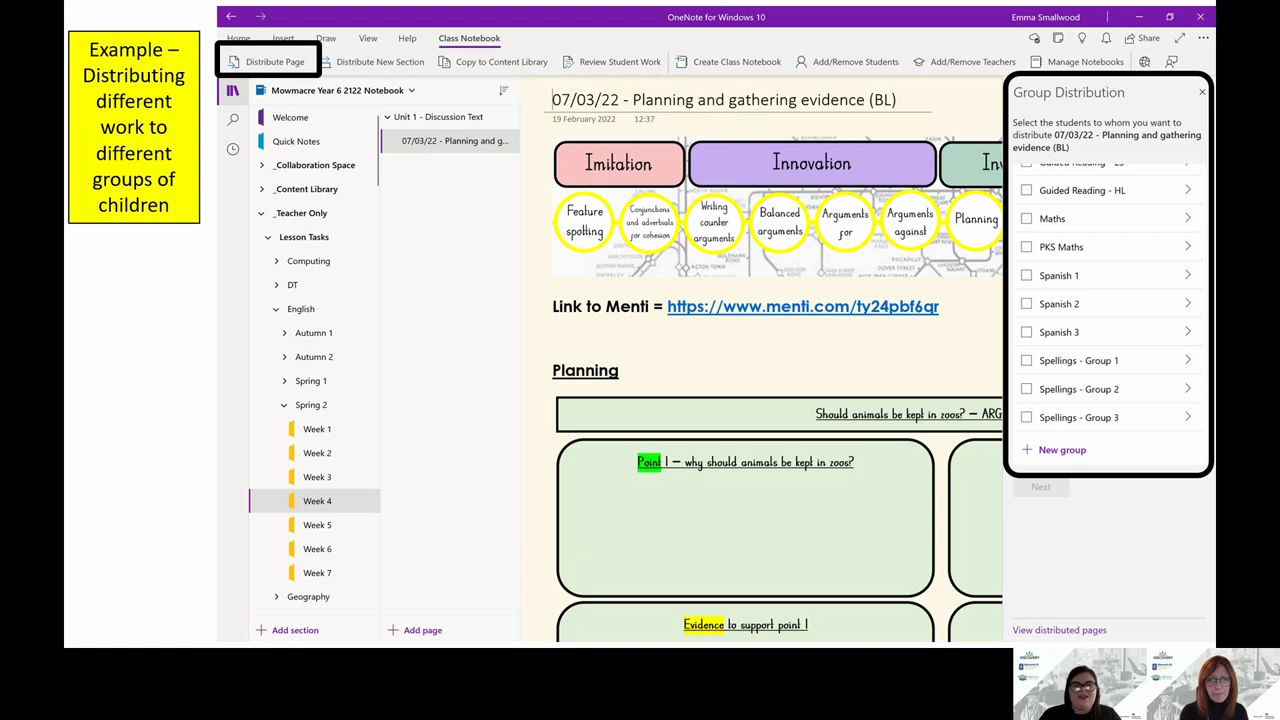 Example –
Distributing
different
work to
different
groups of
children
OneNote for Windows 10
Emma Smallwood
Home Insert Draw View Help Class Notebook
Share
Distribute Page
Distribute New Section
Copy to Content Library
Review Student Work
Create Class Notebook
Add/Remove Students
Add/Remove Teachers
Manage Notebooks
Mowmacre Year 6 2122 Notebook
Welcome
Quick Notes
_Collaboration Space
_Content Library
_Teacher Only
Lesson Tasks
Computing
DT
English
Autumn 1
Autumn 2
Spring 1
Spring 2
Week 1
Week 2
Week 3
Week 4
Week 5
Week 6
Week 7
Geography
Add section
Unit 1 - Discussion Text
07/03/22 - Planning and g...
Add page
07/03/22 - Planning and gathering evidence (BL)
19 February 2022 12:37
Imitation
Innovation
Feature
spotting
Conjunctions
and adverbials
for cohesion
Writing
counter
arguments
Balanced
arguments
Arguments
for
Arguments
against
Planning
Link to Menti = https://www.menti.com/ty24pbf6qr
Planning
Should animals be kept in zoos? – ARG
Point 1 – why should animals be kept in zoos?
Evidence to support point 1
Group Distribution
Select the students to whom you want to
distribute 07/03/22 - Planning and gathering
evidence (BL)
Guided Reading - HL
Maths
PKS Maths
Spanish 1
Spanish 2
Spanish 3
Spellings - Group 1
Spellings - Group 2
Spellings - Group 3
New group
Next
View distributed pages